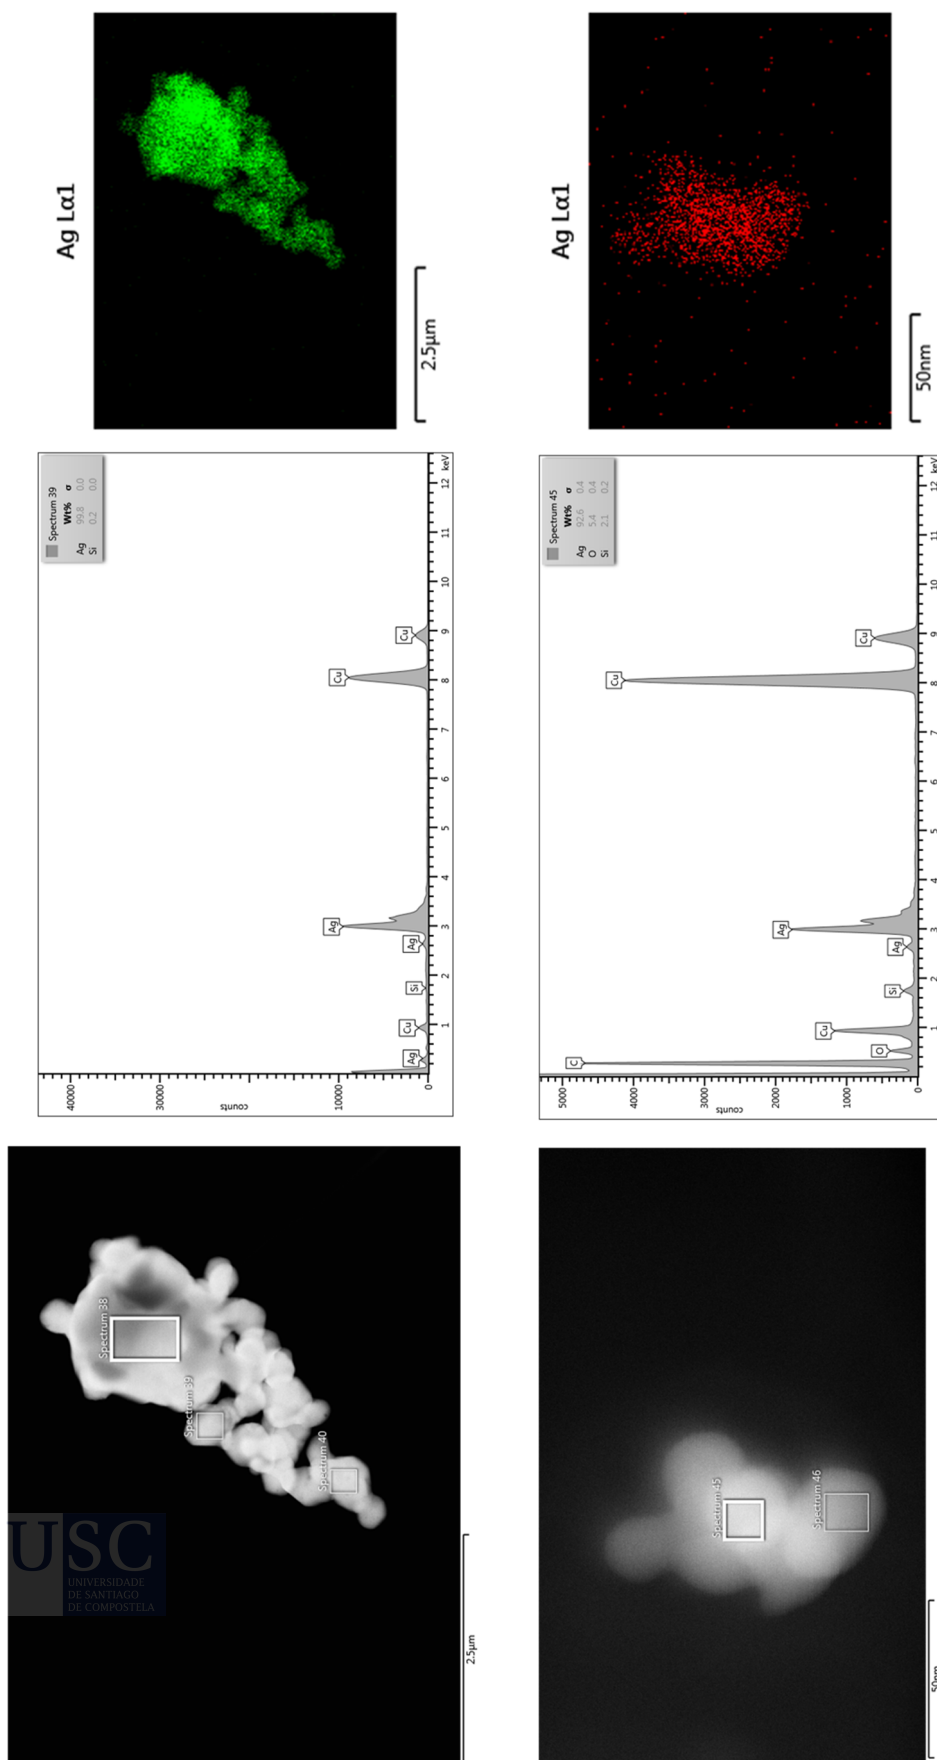 Ag Lα1
2.5μm
Ag Lα1
50nm
Spectrum 39
Wt% σ
Ag 99.8 0.0
Si 0.2 0.0
40000
30000
10000
0
counts
Ag
Cu
Si
Ag
Ag
Cu
Cu
1 2 3 4 5 6 7 8 9 10 11 12 keV
Spectrum 45
Wt% σ
Ag 92.6 0.4
O 5.4 0.4
Si 2.1 0.2
5000
4000
3000
2000
1000
0
counts
C
O
Cu
Si
Ag
Ag
Cu
Cu
1 2 3 4 5 6 7 8 9 10 11 12 keV
Spectrum 38
Spectrum 39
Spectrum 40
2.5μm
USC
UNIVERSIDADE
DE SANTIAGO
DE COMPOSTELA
Spectrum 45
Spectrum 46
50nm